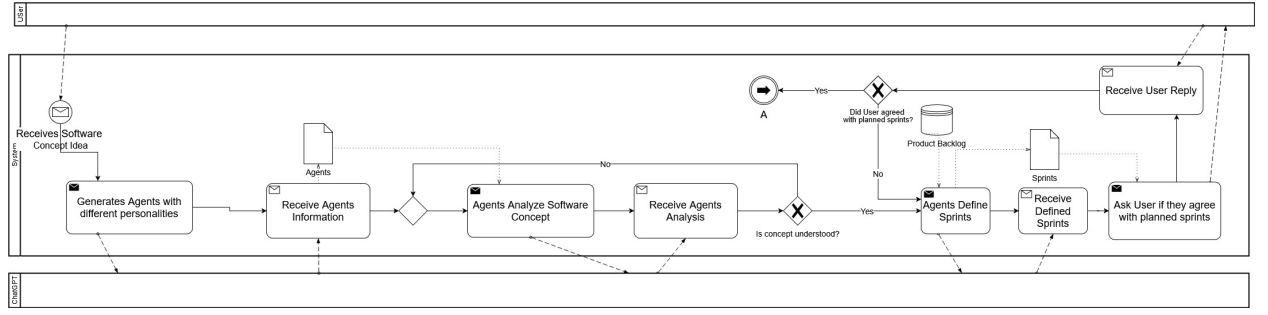 USer
System
Receives Software
Concept Idea
Generates Agents with
different personalities
Agents
Receive Agents
Information
No
Agents Analyze Software
Concept
Receive Agents
Analysis
Is concept understood?
Yes
A
Yes
Did User agreed
with planned sprints?
No
Product Backlog
Agents Define
Sprints
Sprints
Receive
Defined
Sprints
Receive User Reply
Ask User if they agree
with planned sprints
ChatGPT